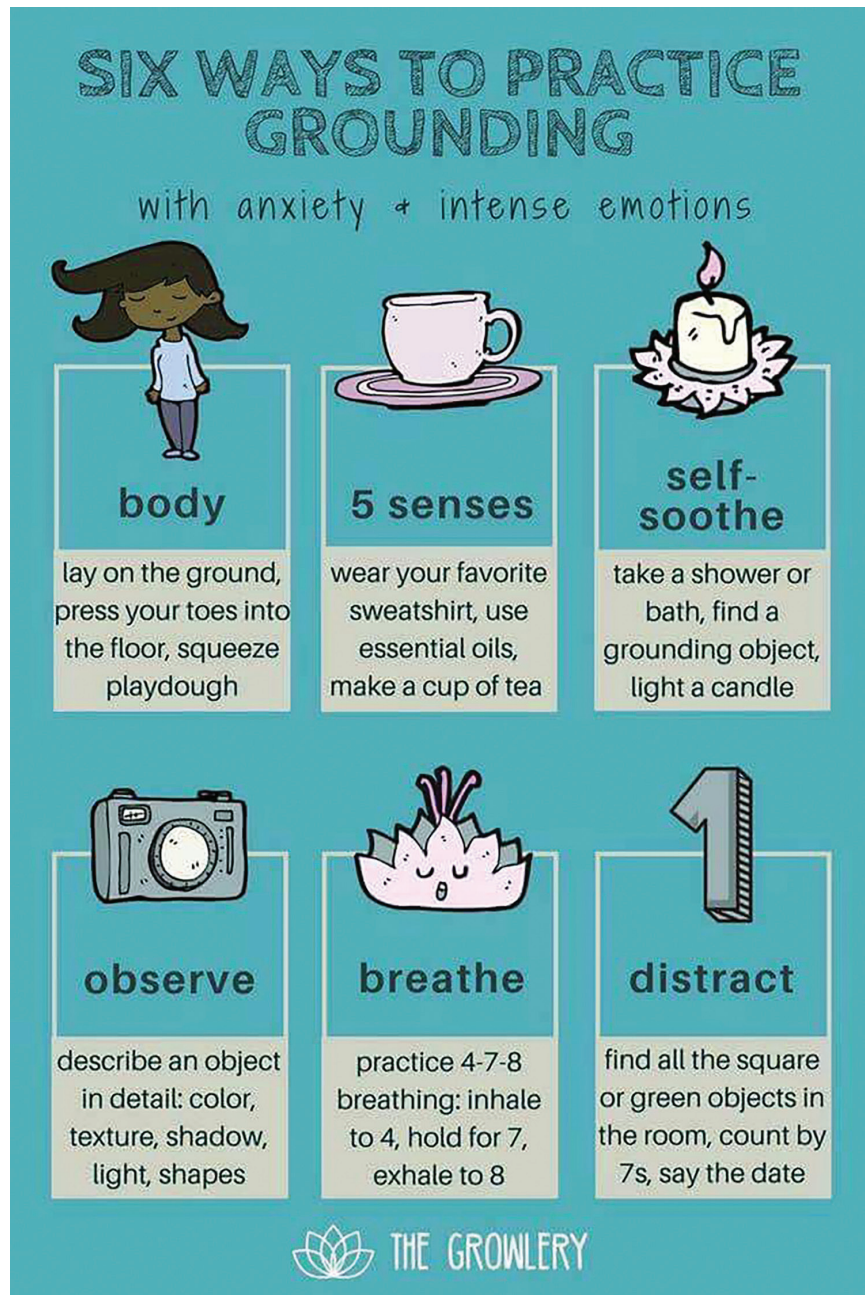 SIX WAYS TO PRACTICE
GROUNDING
with anxiety + intense emotions
body
lay on the ground,
press your toes into
the floor, squeeze
playdough
5 senses
wear your favorite
sweatshirt, use
essential oils,
make a cup of tea
self-
soothe
take a shower or
bath, find a
grounding object,
light a candle
observe
describe an object
in detail: color,
texture, shadow,
light, shapes
breathe
practice 4-7-8
breathing: inhale
to 4, hold for 7,
exhale to 8
1
distract
find all the square
or green objects in
the room, count by
7s, say the date
THE GROWLERY